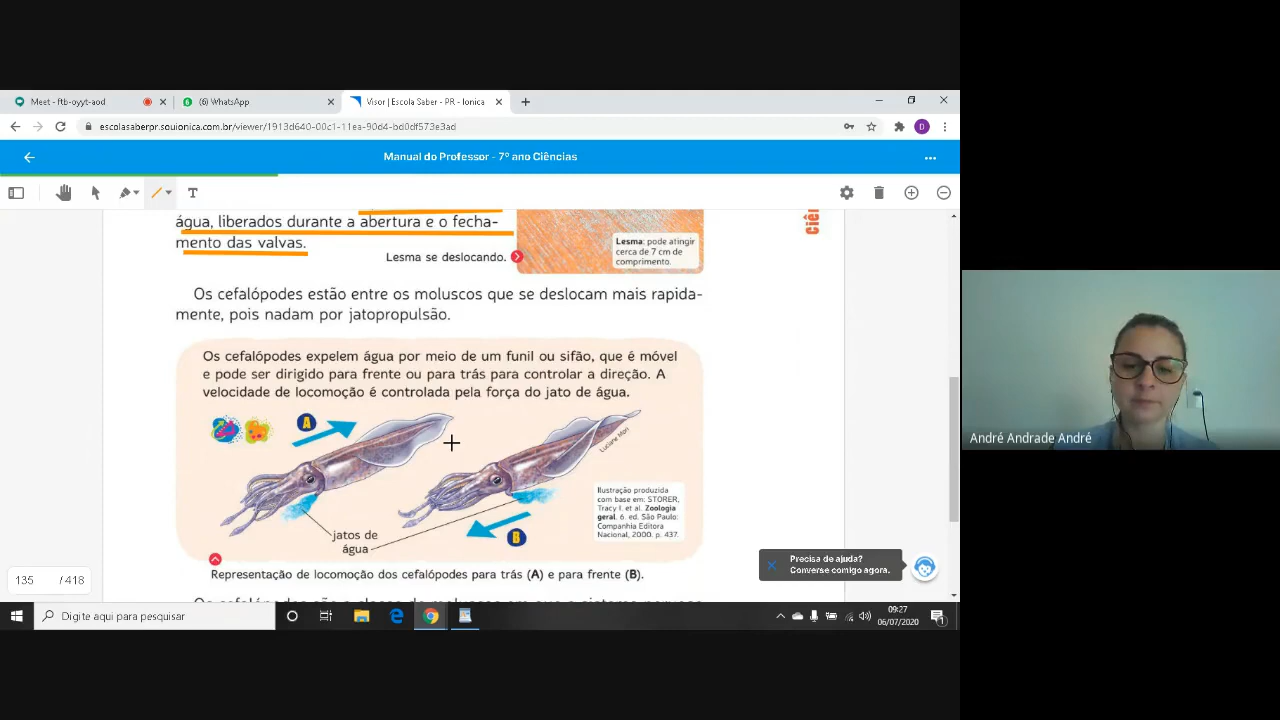 Meet - ftb-oyyt-aod
(6) WhatsApp
Visor | Escola Saber - PR - Ionica
escolasaberpr.souionica.com.br/viewer/1913d640-00c1-11ea-90d4-bd0df573e3ad
D
Manual do Professor - 7º ano Ciências
T
água, liberados durante a abertura e o fecha-
mento das valvas.
Lesma se deslocando.
Lesma: pode atingir
cerca de 7 cm de
comprimento.
ciên
Os cefalópodes estão entre os moluscos que se deslocam mais rapida-
mente, pois nadam por jatopropulsão.
Os cefalópodes expelem água por meio de um funil ou sifão, que é móvel
e pode ser dirigido para frente ou para trás para controlar a direção. A
velocidade de locomoção é controlada pela força do jato de água.
A
Luciane Mori
Ilustração produzida
com base em: STORER,
Tracy I. et al. Zoologia
geral. 6. ed. São Paulo:
Companhia Editora
Nacional, 2000. p. 437.
jatos de
água
B
Representação de locomoção dos cefalópodes para trás (A) e para frente (B).
135 / 418
Precisa de ajuda?
Converse comigo agora.
Digite aqui para pesquisar
09:27
06/07/2020
1
André Andrade André